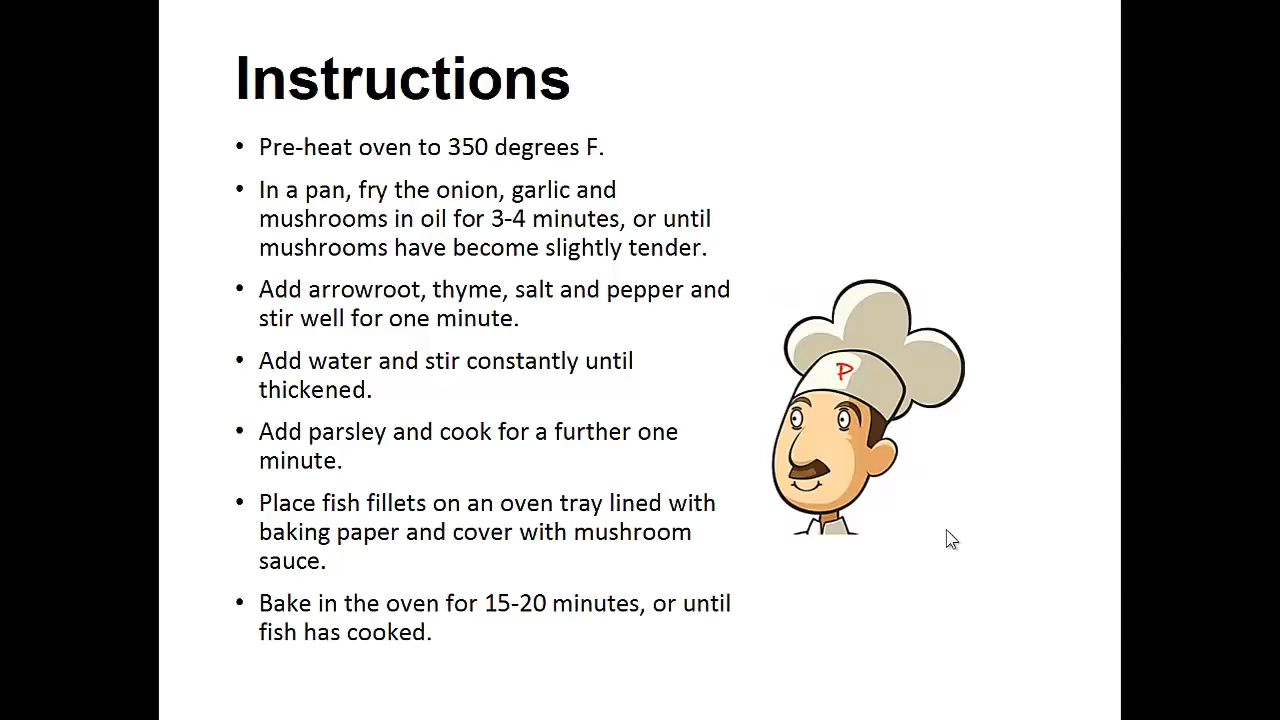 Instructions
• Pre-heat oven to 350 degrees F.
• In a pan, fry the onion, garlic and
mushrooms in oil for 3-4 minutes, or until
mushrooms have become slightly tender.
• Add arrowroot, thyme, salt and pepper and
stir well for one minute.
• Add water and stir constantly until
thickened.
• Add parsley and cook for a further one
minute.
• Place fish fillets on an oven tray lined with
baking paper and cover with mushroom
sauce.
• Bake in the oven for 15-20 minutes, or until
fish has cooked.
P